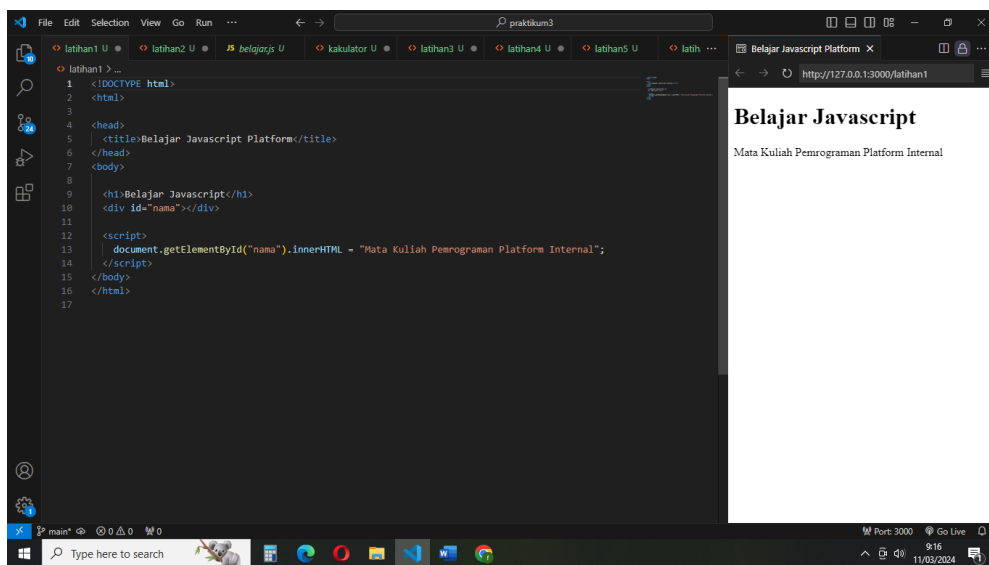 File Edit Selection View Go Run ... praktikum3
latihan1 U latihan2 U JS belajar.js U kakulator U latihan3 U latihan4 U latihan5 U latih ...
latihan1 > ...
1 <!DOCTYPE html>
2 <html>
3
4 <head>
5 <title>Belajar Javascript Platform</title>
6 </head>
7 <body>
8
9 <h1>Belajar Javascript</h1>
10 <div id="nama"></div>
11
12 <script>
13 document.getElementById("nama").innerHTML = "Mata Kuliah Pemrograman Platform Internal";
14 </script>
15 </body>
16 </html>
17
Belajar Javascript Platform
http://127.0.0.1:3000/latihan1
Belajar Javascript
Mata Kuliah Pemrograman Platform Internal
10
24
1
main* 0 0 0 Port: 3000 Go Live
Type here to search
9:16
11/03/2024
1